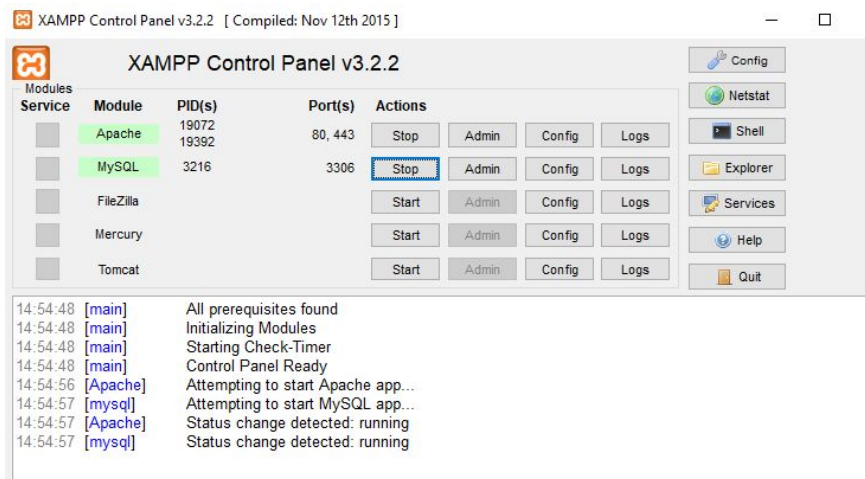 XAMPP Control Panel v3.2.2 [ Compiled: Nov 12th 2015 ]
XAMPP Control Panel v3.2.2
Config
Modules
Service Module PID(s) Port(s) Actions
Netstat
Apache 19072 19392 80, 443 Stop Admin Config Logs
Shell
MySQL 3216 3306 Stop Admin Config Logs
Explorer
FileZilla Start Admin Config Logs
Services
Mercury Start Admin Config Logs
Help
Tomcat Start Admin Config Logs
Quit
14:54:48 [main] All prerequisites found
14:54:48 [main] Initializing Modules
14:54:48 [main] Starting Check-Timer
14:54:48 [main] Control Panel Ready
14:54:56 [Apache] Attempting to start Apache app...
14:54:57 [mysql] Attempting to start MySQL app...
14:54:57 [Apache] Status change detected: running
14:54:57 [mysql] Status change detected: running